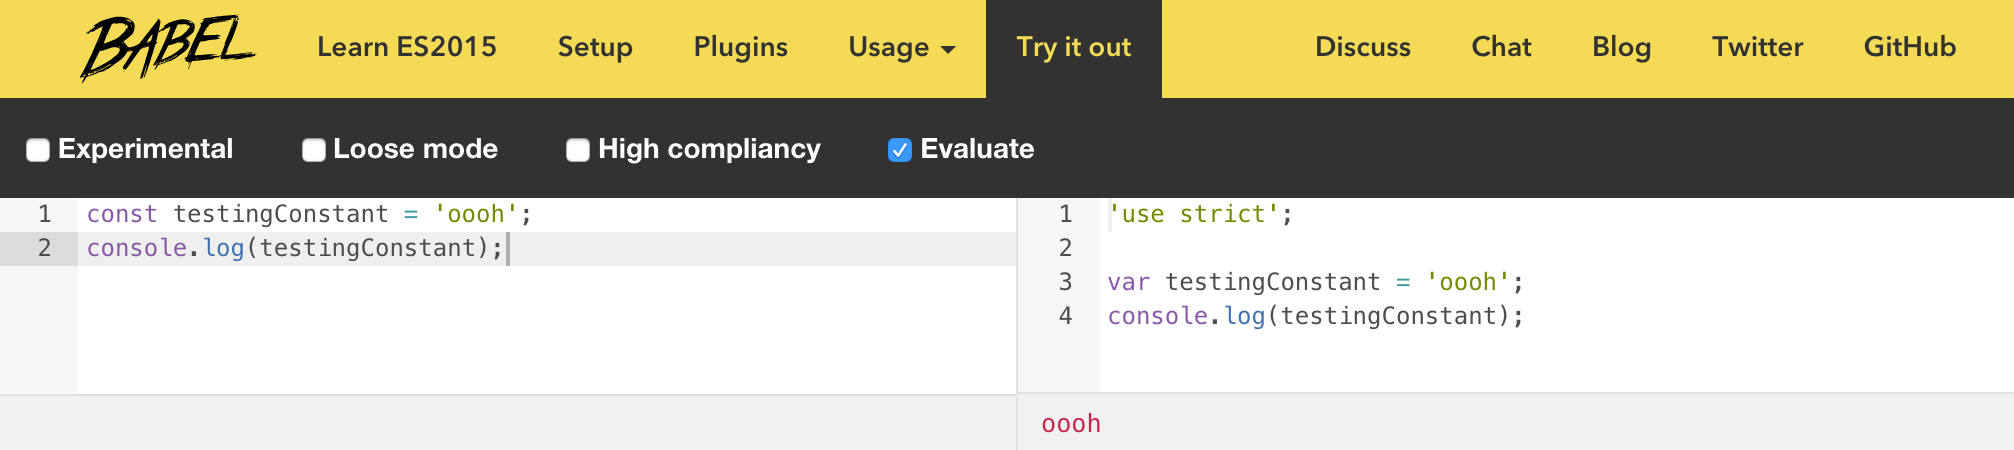 BABEL Learn ES2015 Setup Plugins Usage Try it out Discuss Chat Blog Twitter GitHub
Experimental Loose mode High compliancy Evaluate
1 const testingConstant = 'oooh';
2 console.log(testingConstant);
1 'use strict';
2
3 var testingConstant = 'oooh';
4 console.log(testingConstant);
oooh